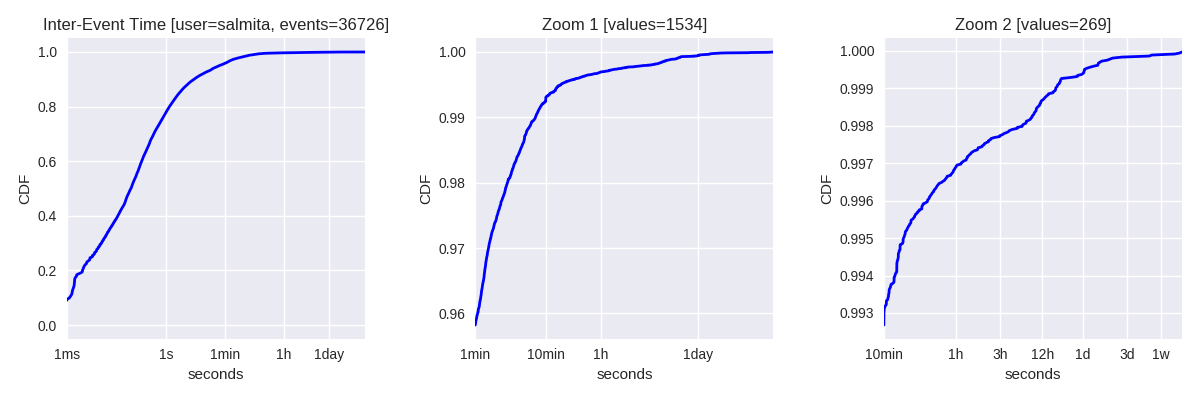 Inter-Event Time [user=salmita, events=36726]
CDF
1.0
0.8
0.6
0.4
0.2
0.0
1ms 1s 1min 1h 1day
seconds
Zoom 1 [values=1534]
CDF
1.00
0.99
0.98
0.97
0.96
1min 10min 1h 1day
seconds
Zoom 2 [values=269]
CDF
1.000
0.999
0.998
0.997
0.996
0.995
0.994
0.993
10min 1h 3h 12h 1d 3d 1w
seconds